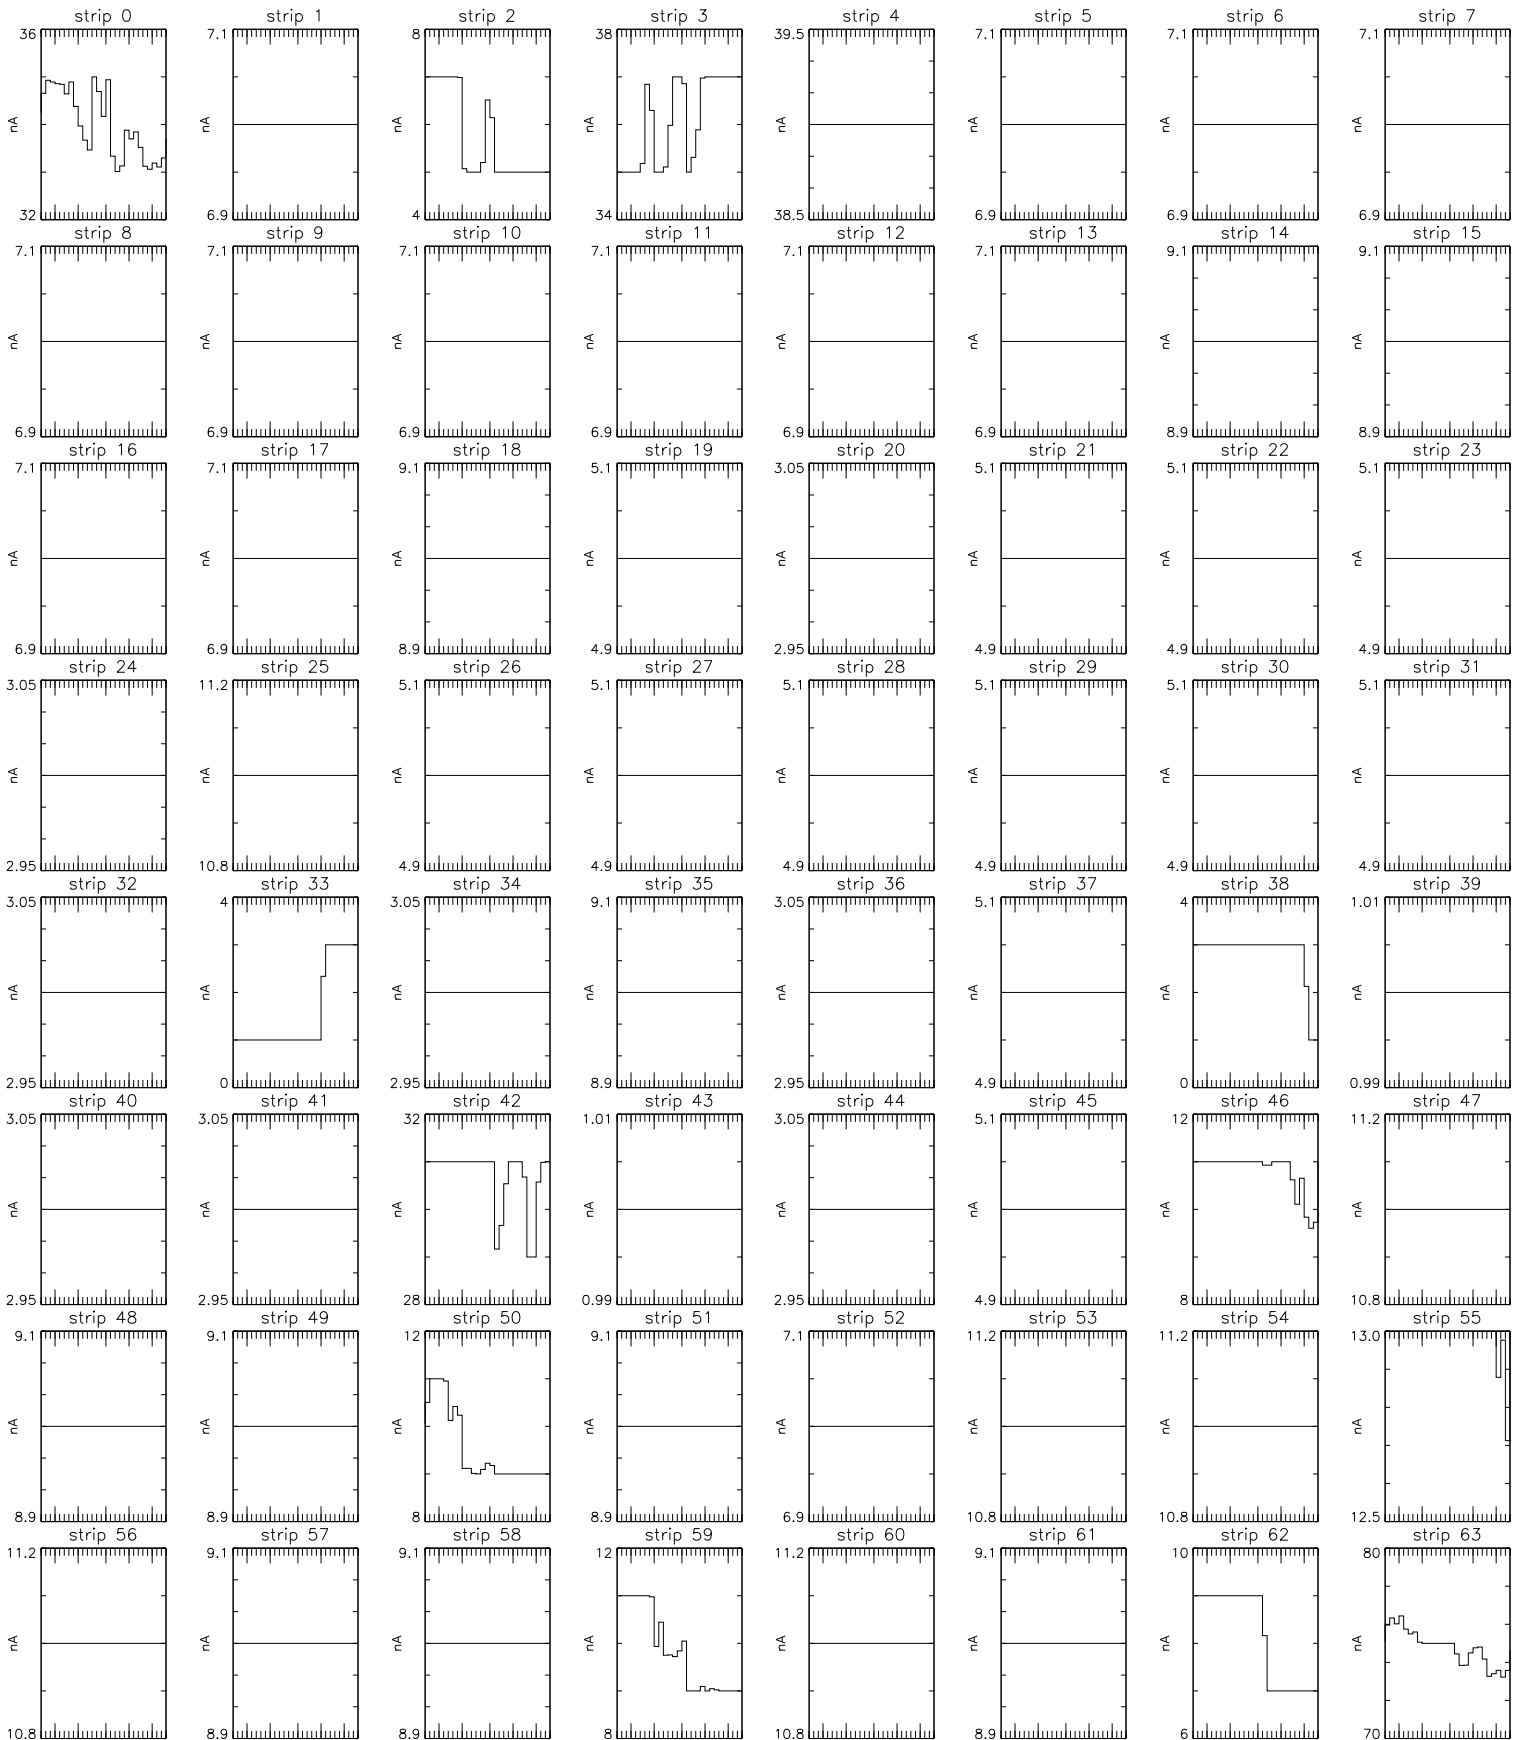 strip 0 strip 1 strip 2 strip 3 strip 4 strip 5 strip 6 strip 7
36 7.1 8 38 39.5 7.1 7.1 7.1
nA nA nA nA nA nA nA nA
32 6.9 4 34 38.5 6.9 6.9 6.9
strip 8 strip 9 strip 10 strip 11 strip 12 strip 13 strip 14 strip 15
7.1 7.1 7.1 7.1 7.1 7.1 9.1 9.1
nA nA nA nA nA nA nA nA
6.9 6.9 6.9 6.9 6.9 6.9 8.9 8.9
strip 16 strip 17 strip 18 strip 19 strip 20 strip 21 strip 22 strip 23
7.1 7.1 9.1 5.1 3.05 5.1 5.1 5.1
nA nA nA nA nA nA nA nA
6.9 6.9 8.9 4.9 2.95 4.9 4.9 4.9
strip 24 strip 25 strip 26 strip 27 strip 28 strip 29 strip 30 strip 31
3.05 11.2 5.1 5.1 5.1 5.1 5.1 5.1
nA nA nA nA nA nA nA nA
2.95 10.8 4.9 4.9 4.9 4.9 4.9 4.9
strip 32 strip 33 strip 34 strip 35 strip 36 strip 37 strip 38 strip 39
3.05 4 3.05 9.1 3.05 5.1 4 1.01
nA nA nA nA nA nA nA nA
2.95 0 2.95 8.9 2.95 4.9 0 0.99
strip 40 strip 41 strip 42 strip 43 strip 44 strip 45 strip 46 strip 47
3.05 3.05 32 1.01 3.05 5.1 12 11.2
nA nA nA nA nA nA nA nA
2.95 2.95 28 0.99 2.95 4.9 8 10.8
strip 48 strip 49 strip 50 strip 51 strip 52 strip 53 strip 54 strip 55
9.1 9.1 12 9.1 7.1 11.2 11.2 13.0
nA nA nA nA nA nA nA nA
8.9 8.9 8 8.9 6.9 10.8 10.8 12.5
strip 56 strip 57 strip 58 strip 59 strip 60 strip 61 strip 62 strip 63
11.2 9.1 9.1 12 11.2 9.1 10 80
nA nA nA nA nA nA nA nA
10.8 8.9 8.9 8 10.8 8.9 6 70